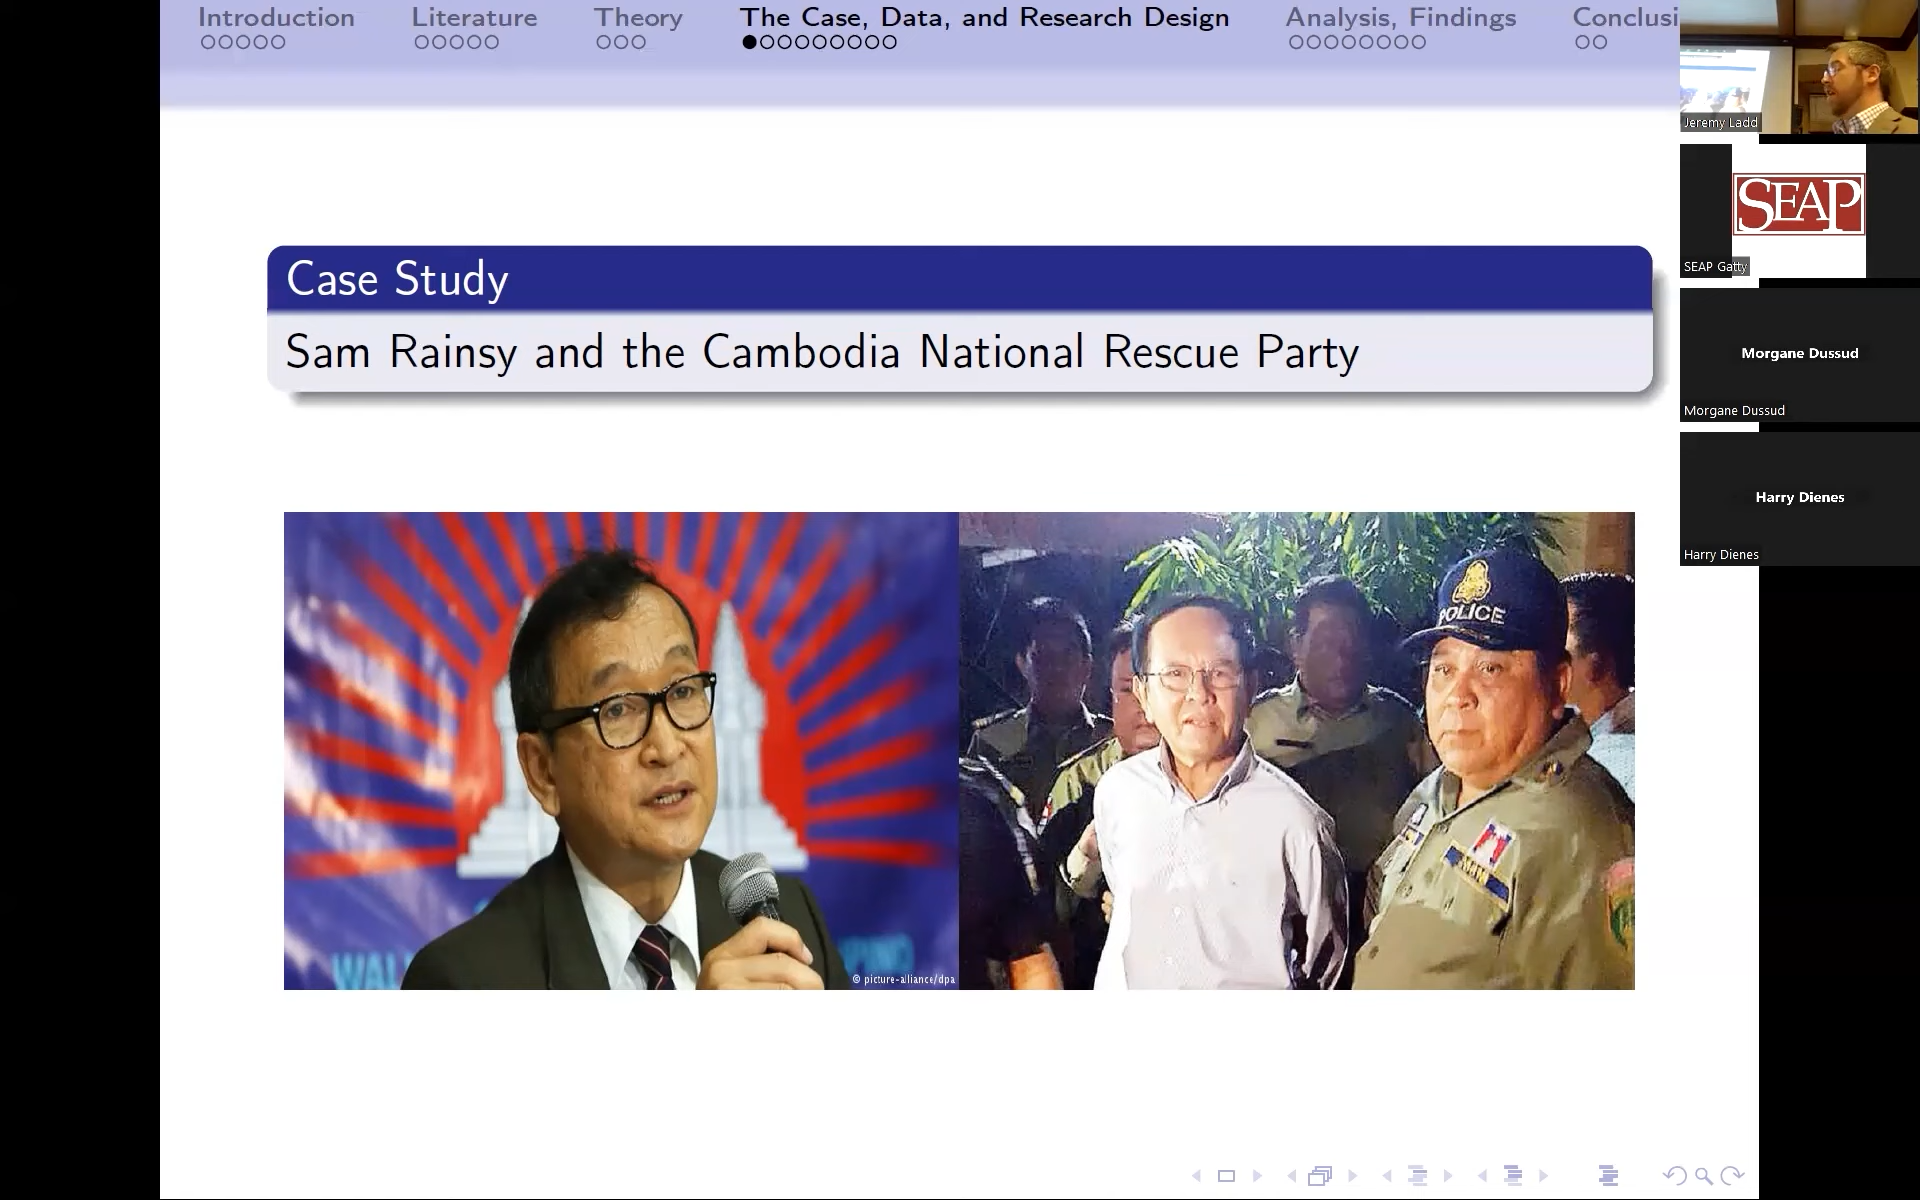 Introduction
Literature
Theory
The Case, Data, and Research Design
Analysis, Findings
Conclusi
Jeremy Ladd
SEAP
SEAP Gatty
Case Study
Sam Rainsy and the Cambodia National Rescue Party
Morgane Dussud
Morgane Dussud
Harry Dienes
Harry Dienes
POLICE
© picture-alliance/dpa